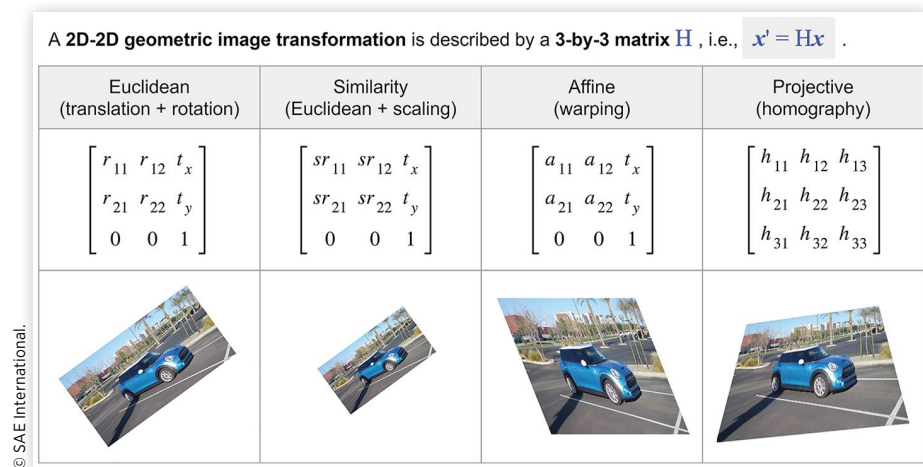 A 2D-2D geometric image transformation is described by a 3-by-3 matrix H , i.e., x' = Hx .
Euclidean
(translation + rotation)
Similarity
(Euclidean + scaling)
Affine
(warping)
Projective
(homography)
r11 r12 tx
r21 r22 ty
0 0 1
sr11 sr12 tx
sr21 sr22 ty
0 0 1
a11 a12 tx
a21 a22 ty
0 0 1
h11 h12 h13
h21 h22 h23
h31 h32 h33
© SAE International.